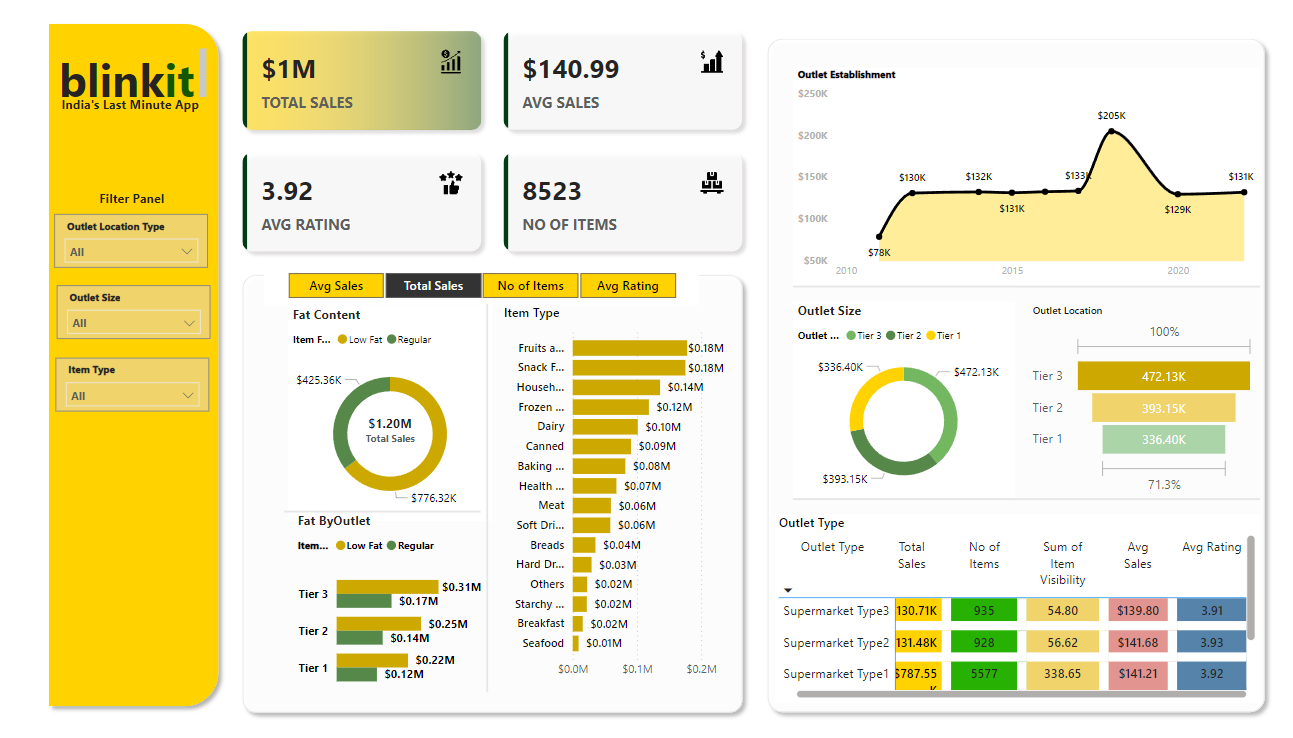 blinkit
India's Last Minute App
Filter Panel
Outlet Location Type
All
Outlet Size
All
Item Type
All
$1M
TOTAL SALES
$140.99
AVG SALES
3.92
AVG RATING
8523
NO OF ITEMS
Avg Sales
Total Sales
No of Items
Avg Rating
Fat Content
Item F... Low Fat Regular
$425.36K
$1.20M
Total Sales
$776.32K
Fat ByOutlet
Item... Low Fat Regular
Tier 3 $0.31M
$0.17M
Tier 2 $0.25M
$0.14M
Tier 1 $0.22M
$0.12M
Item Type
Fruits a... $0.18M
Snack F... $0.18M
Househ... $0.14M
Frozen ... $0.12M
Dairy $0.10M
Canned $0.09M
Baking ... $0.08M
Health ... $0.07M
Meat $0.06M
Soft Dri... $0.06M
Breads $0.04M
Hard Dr... $0.03M
Others $0.02M
Starchy ... $0.02M
Breakfast $0.02M
Seafood $0.01M
$0.0M $0.1M $0.2M
Outlet Establishment
$250K
$200K
$150K
$100K
$50K
$78K
$130K
$132K
$131K
$133K
$205K
$129K
$131K
2010 2015 2020
Outlet Size
Outlet ... Tier 3 Tier 2 Tier 1
$336.40K
$472.13K
$393.15K
Outlet Location
100%
Tier 3 472.13K
Tier 2 393.15K
Tier 1 336.40K
71.3%
Outlet Type
Outlet Type Total Sales No of Items Sum of Item Visibility Avg Sales Avg Rating
Supermarket Type3 130.71K 935 54.80 $139.80 3.91
Supermarket Type2 131.48K 928 56.62 $141.68 3.93
Supermarket Type1 $787.55K 5577 338.65 $141.21 3.92